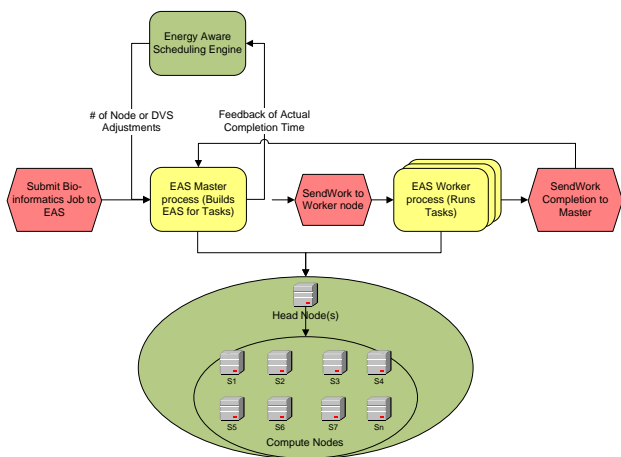 Energy Aware
Scheduling Engine
# of Node or DVS
Adjustments
Feedback of Actual
Completion Time
Submit Bio-
informatics Job to
EAS
EAS Master
process (Builds
EAS for Tasks)
SendWork to
Worker node
EAS Worker
process (Runs
Tasks)
SendWork
Completion to
Master
Head Node(s)
S1
S2
S3
S4
S5
S6
S7
Sn
Compute Nodes